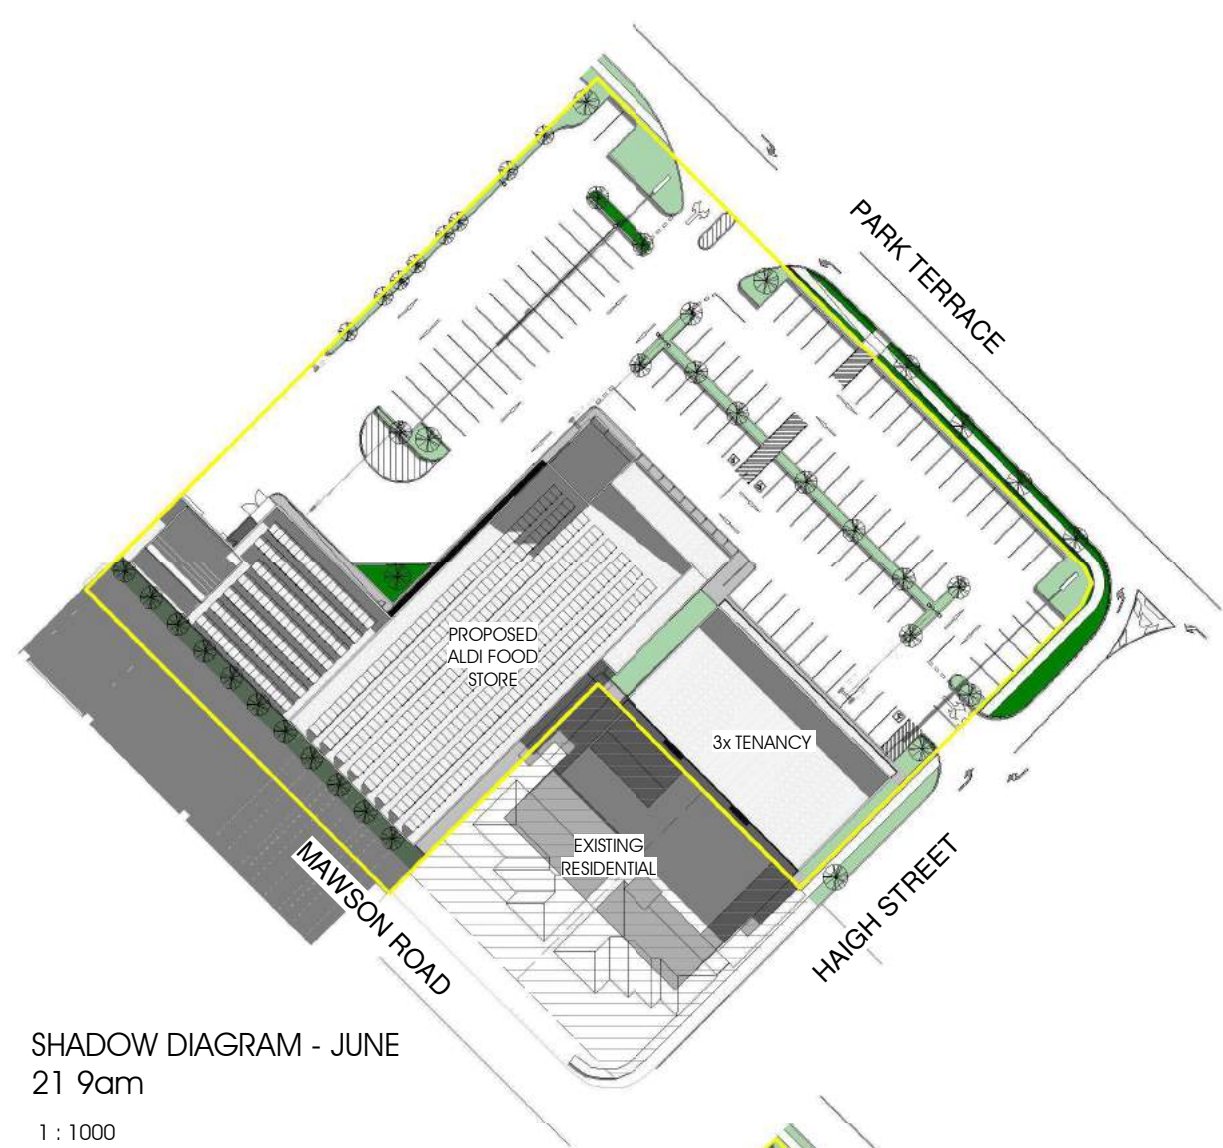 PARK TERRACE
PROPOSED
ALDI FOOD
STORE
3x TENANCY
EXISTING
RESIDENTIAL
MAWSON ROAD
HAIGH STREET
SHADOW DIAGRAM - JUNE
21 9am
1 : 1000